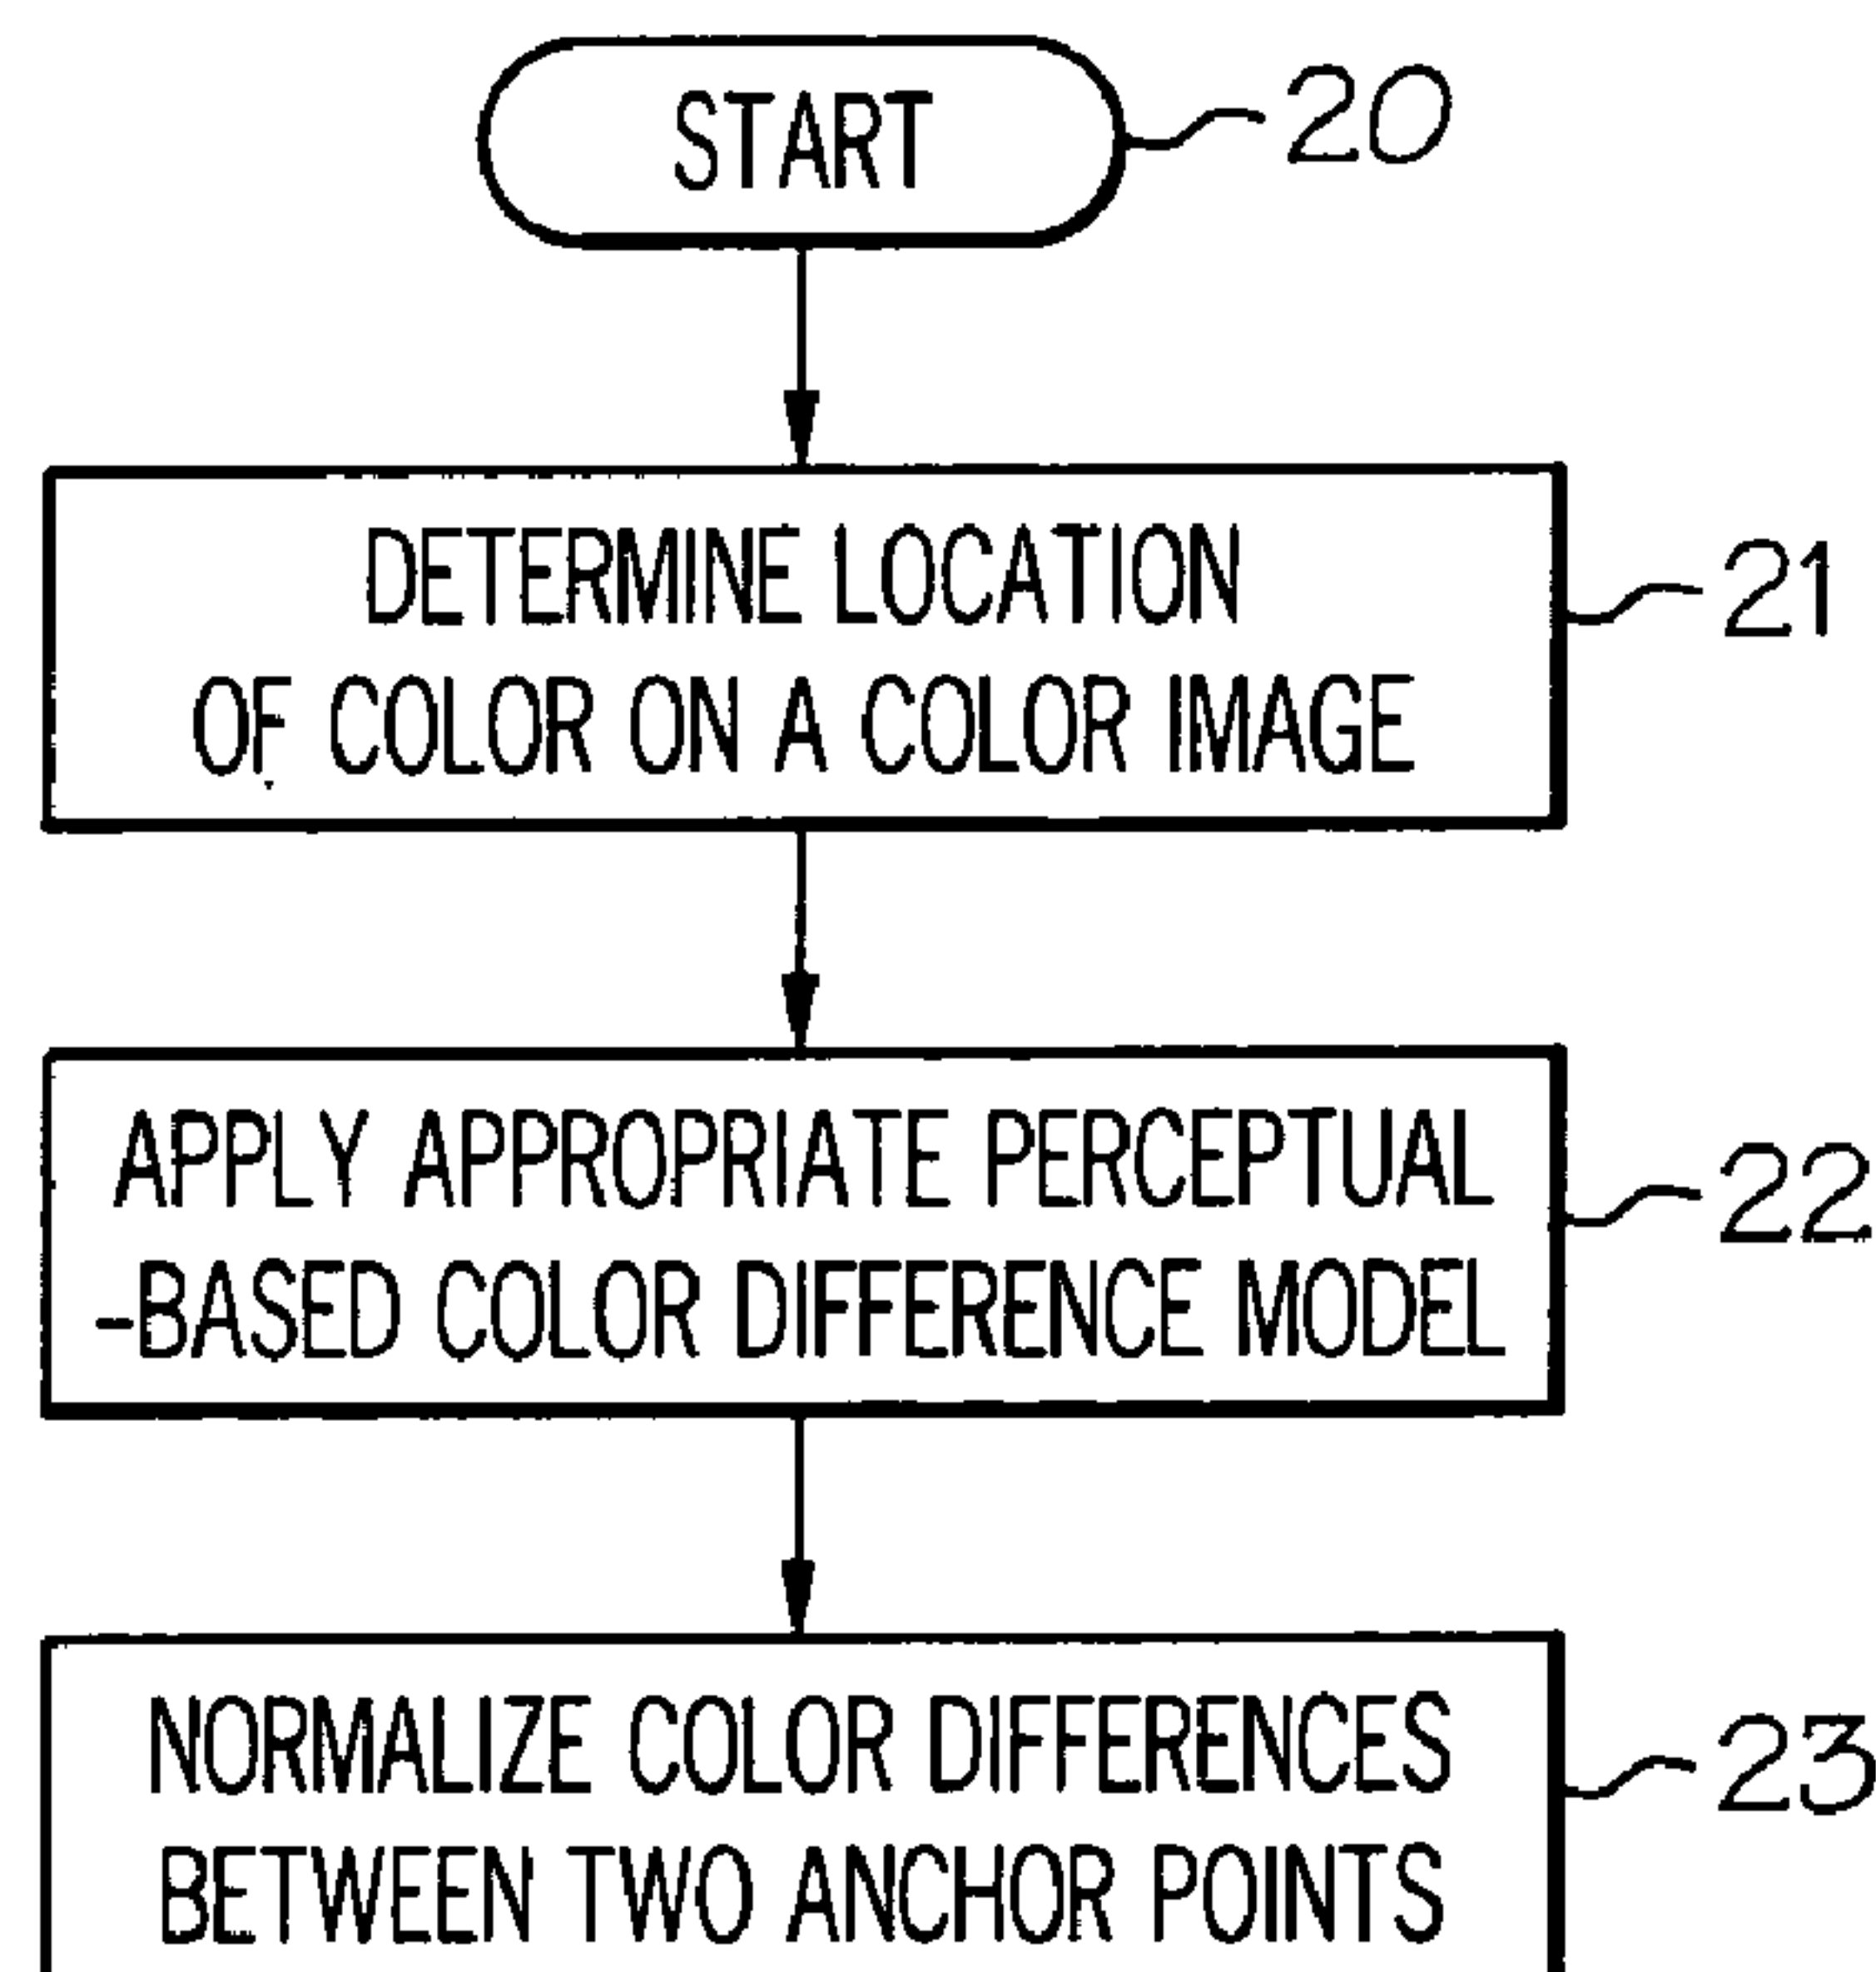 START
20
DETERMINE LOCATION
OF COLOR ON A COLOR IMAGE
21
APPLY APPROPRIATE PERCEPTUAL
-BASED COLOR DIFFERENCE MODEL
22
NORMALIZE COLOR DIFFERENCES
BETWEEN TWO ANCHOR POINTS
23